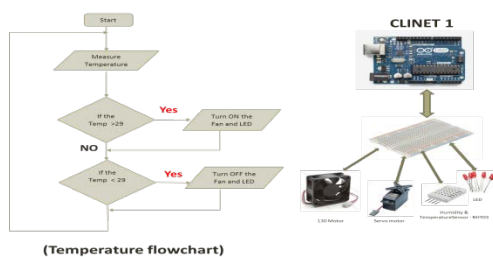 Start
Measure
Temperature
If the
Temp >29
Yes
Turn ON the
Fan and LED
NO
If the
Temp < 29
Yes
Turn OFF the
Fan and LED
(Temperature flowchart)
CLINET 1
Servo motor
Humidity &
LED